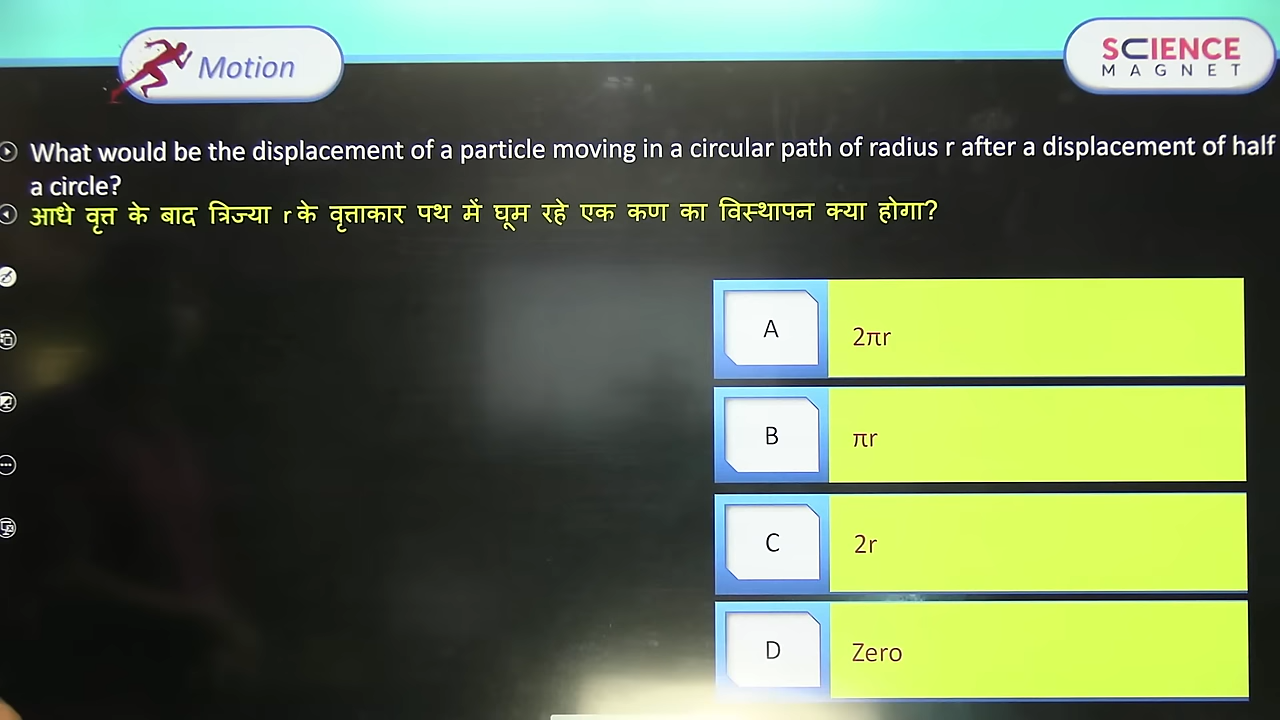 Motion
SCIENCE
MAGNET
What would be the displacement of a particle moving in a circular path of radius r after a displacement of half
a circle?
आधे वृत्त के बाद त्रिज्या r के वृत्ताकार पथ में घूम रहे एक कण का विस्थापन क्या होगा?
A
2πr
B
πr
C
2r
D
Zero